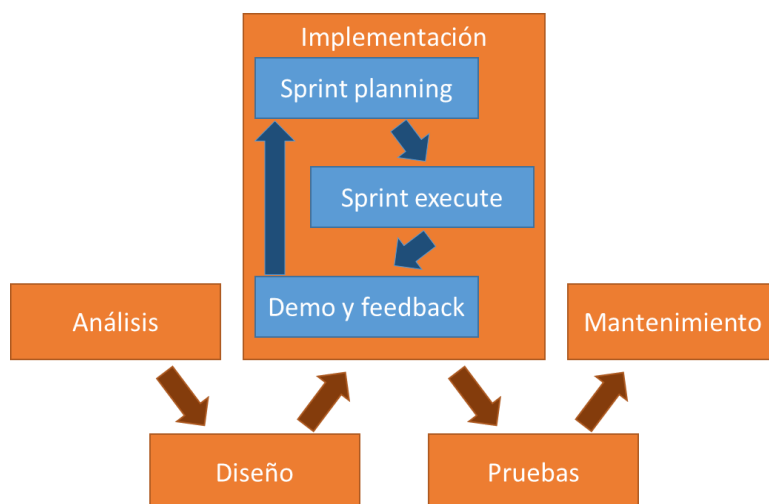 Implementación
Sprint planning
Sprint execute
Demo y feedback
Análisis
Mantenimiento
Diseño
Pruebas